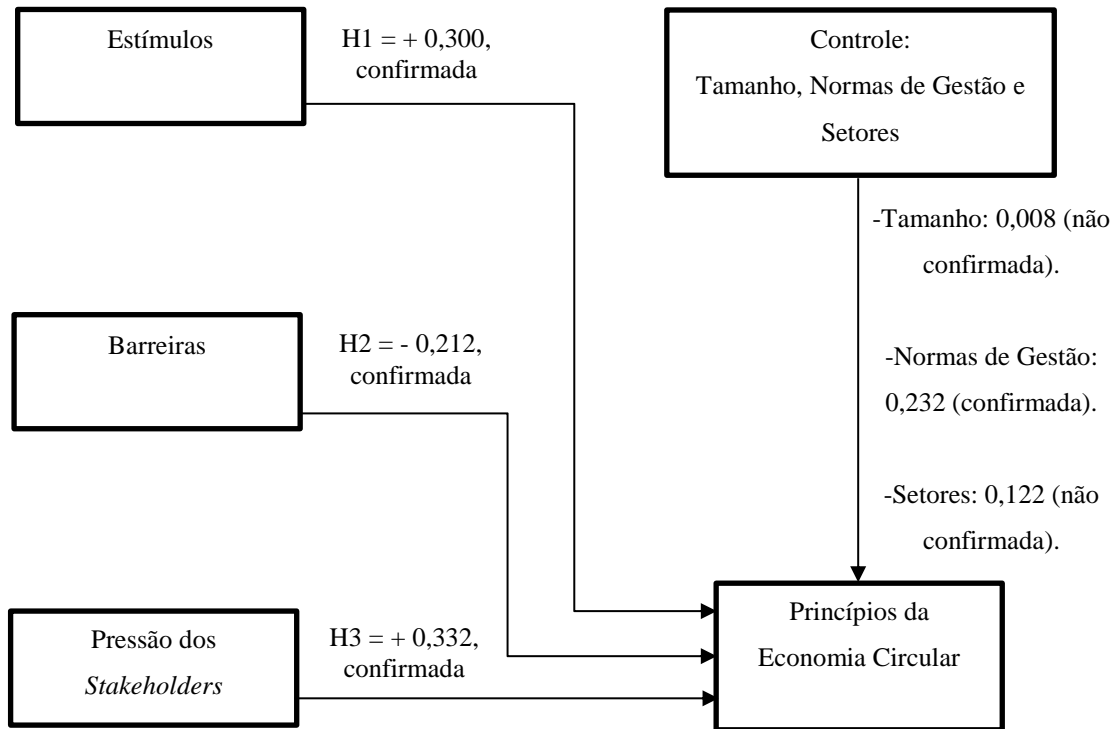 Estímulos
H1 = + 0,300,
confirmada
Controle:
Tamanho, Normas de Gestão e
Setores
-Tamanho: 0,008 (não
confirmada).
Barreiras
H2 = - 0,212,
confirmada
-Normas de Gestão:
0,232 (confirmada).
-Setores: 0,122 (não
confirmada).
Pressão dos
Stakeholders
H3 = + 0,332,
confirmada
Princípios da
Economia Circular